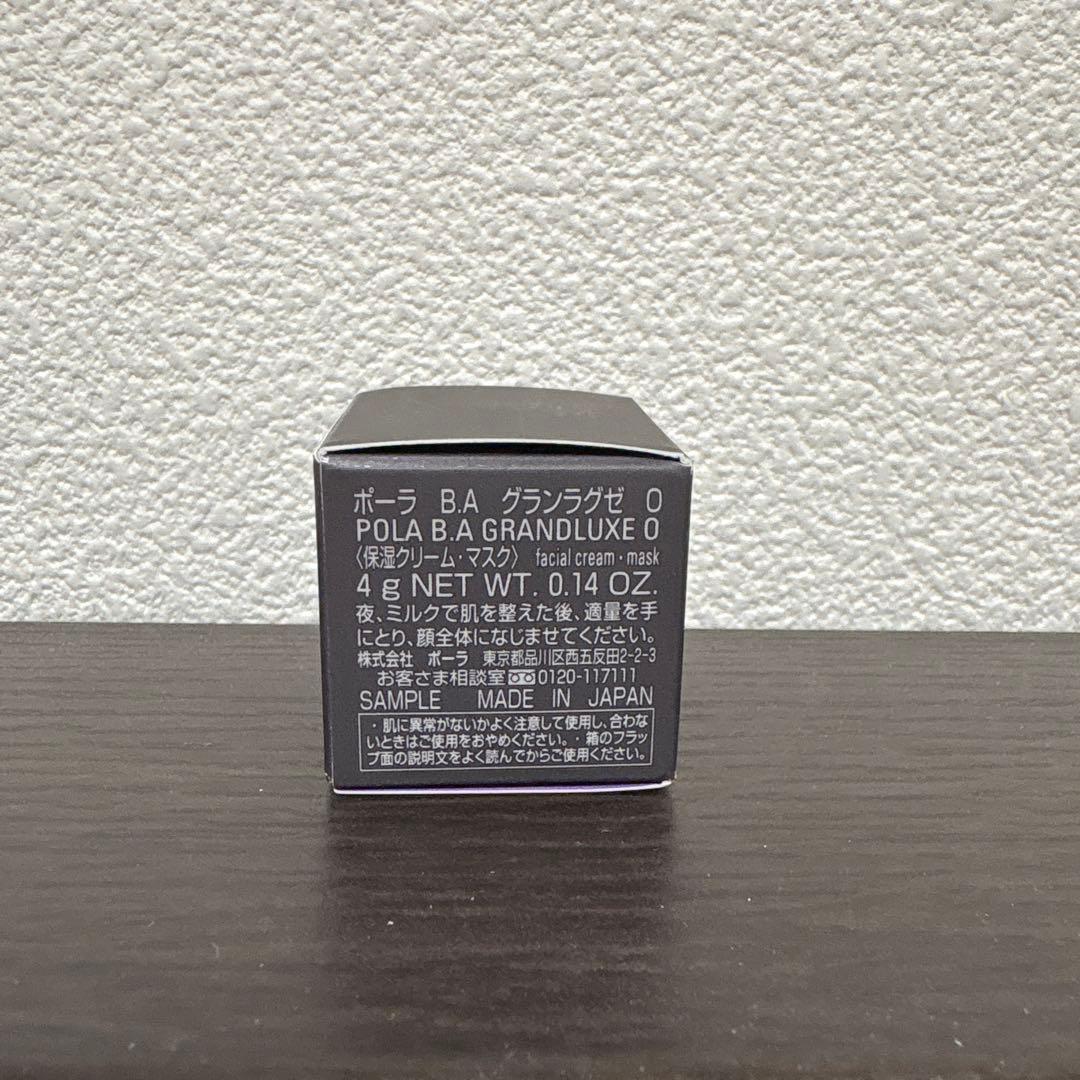 ポーラ B.A グランラグゼ O
POLA B.A GRANDLUXE O
〈保湿クリーム・マスク〉 facial cream・mask
4 g NET WT. 0.14 OZ.
夜、ミルクで肌を整えた後、適量を手
にとり、顔全体になじませてください。
株式会社 ポーラ 東京都品川区西五反田2-2-3
お客さま相談室 0120-117111
SAMPLE MADE IN JAPAN
・肌に異常がないかよく注意して使用し、合わな
いときはご使用をおやめください。・箱のフラッ
プ面の説明文をよく読んでからご使用ください。